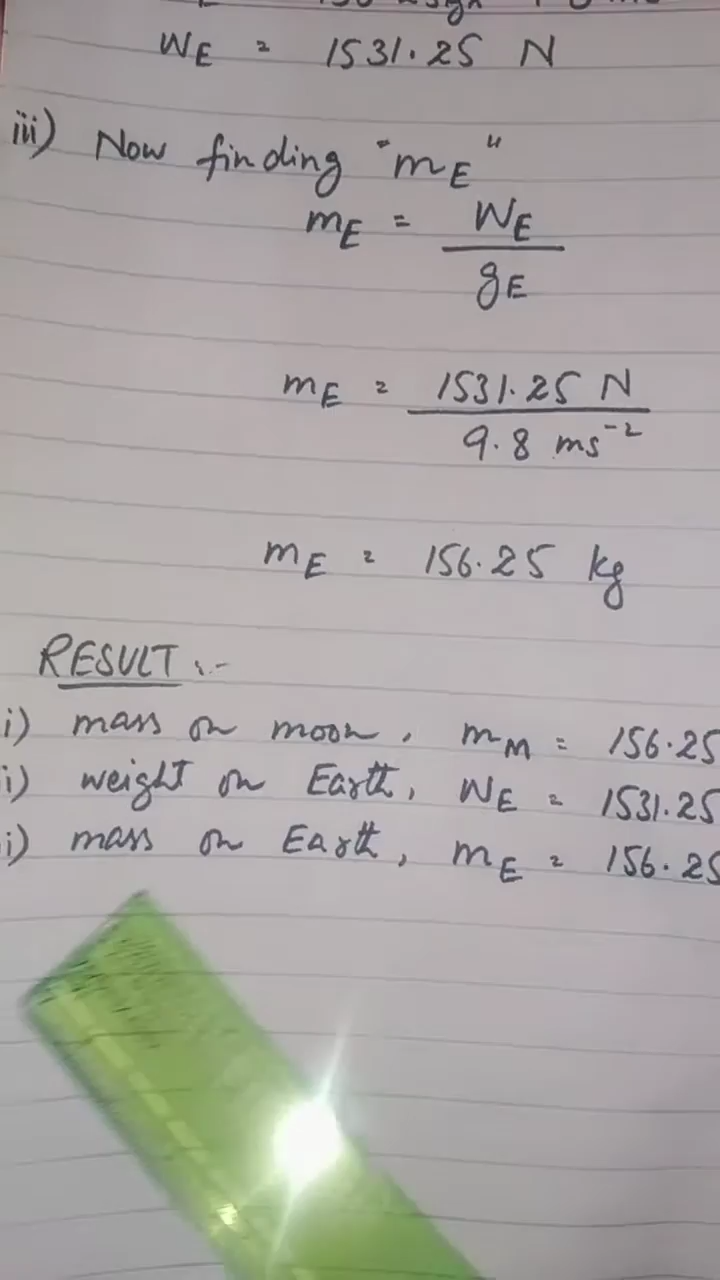 WE = 1531.25 N
iii) Now finding "mE"
mE = WE
gE
mE = 1531.25 N
9.8 ms⁻²
mE = 156.25 kg
RESULT :-
i) mass on moon, mM = 156.25
i) weight on Earth, WE = 1531.25
i) mass on Earth, mE = 156.25